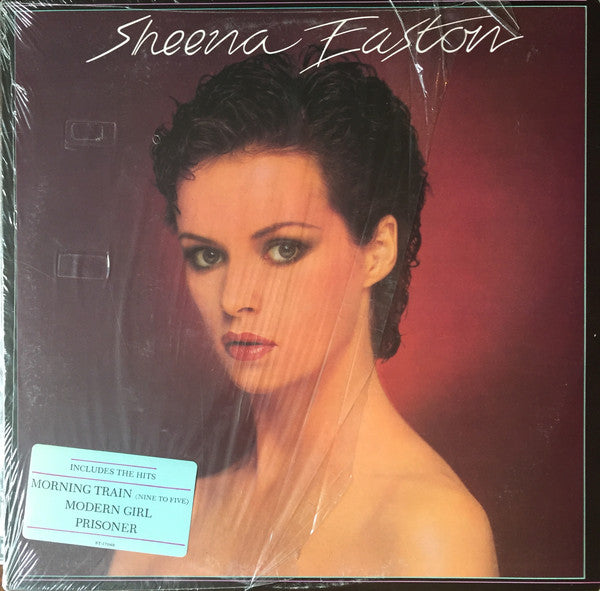 Sheena Easton
INCLUDES THE HITS
MORNING TRAIN (NINE TO FIVE)
MODERN GIRL
PRISONER